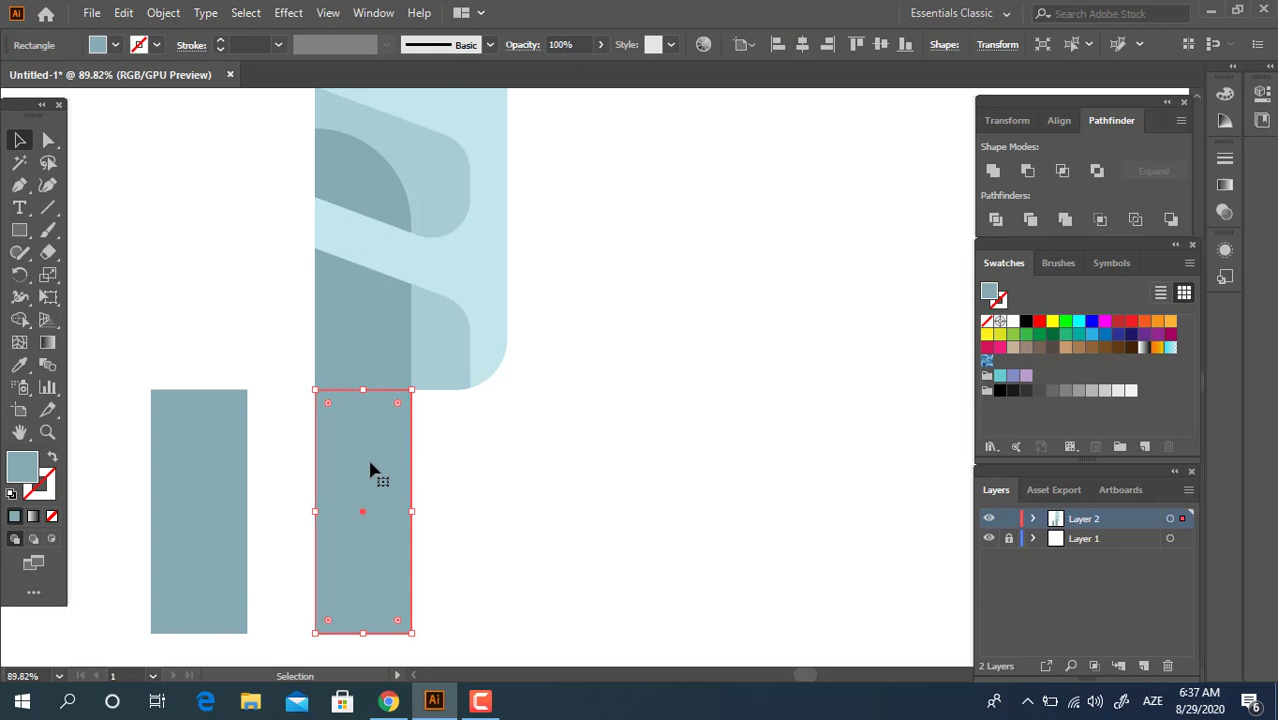 Ai File Edit Object Type Select Effect View Window Help Essentials Classic Search Adobe Stock
Rectangle Stroke: Basic Opacity: 100% Style: Shape: Transform
Untitled-1* @ 89.82% (RGB/GPU Preview)
Transform Align Pathfinder
Shape Modes:
Expand
Pathfinders:
Swatches Brushes Symbols
Layers Asset Export Artboards
Layer 2
Layer 1
2 Layers
89.82% 1 Selection
Ai AZE 6:37 AM
8/29/2020 6